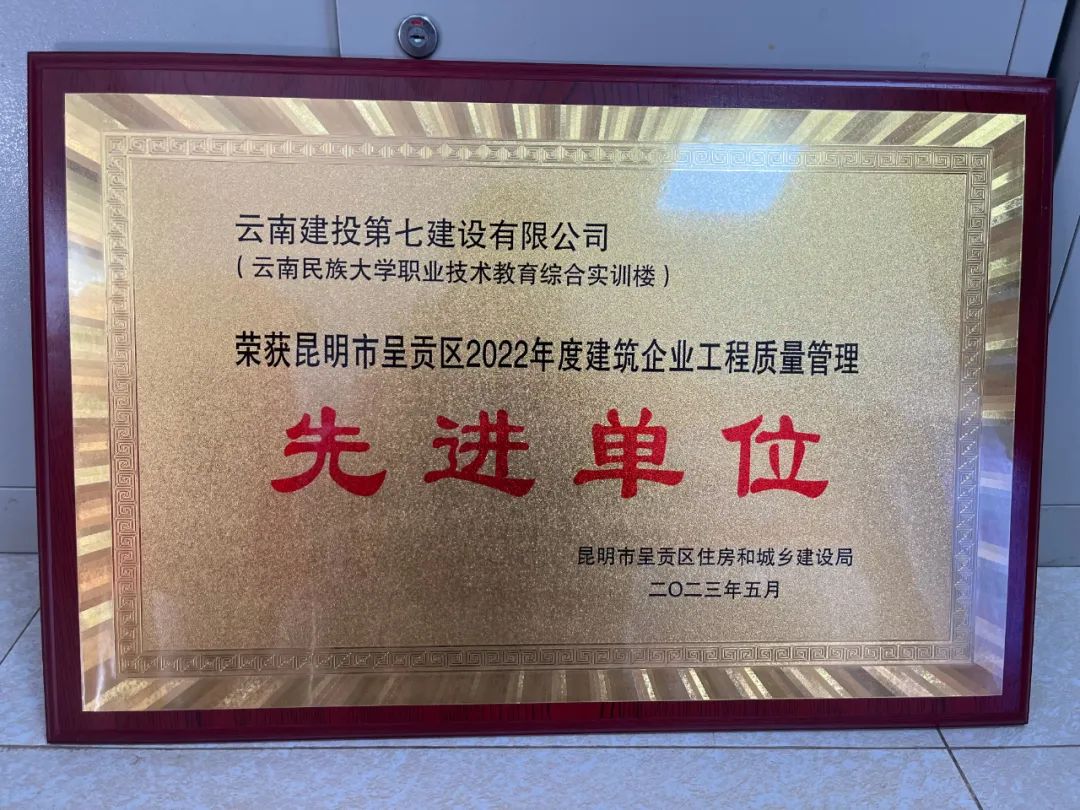 云南建投第七建设有限公司
（云南民族大学职业技术教育综合实训楼）
荣获昆明市呈贡区2022年度建筑企业工程质量管理
先进单位
昆明市呈贡区住房和城乡建设局
二〇二三年五月